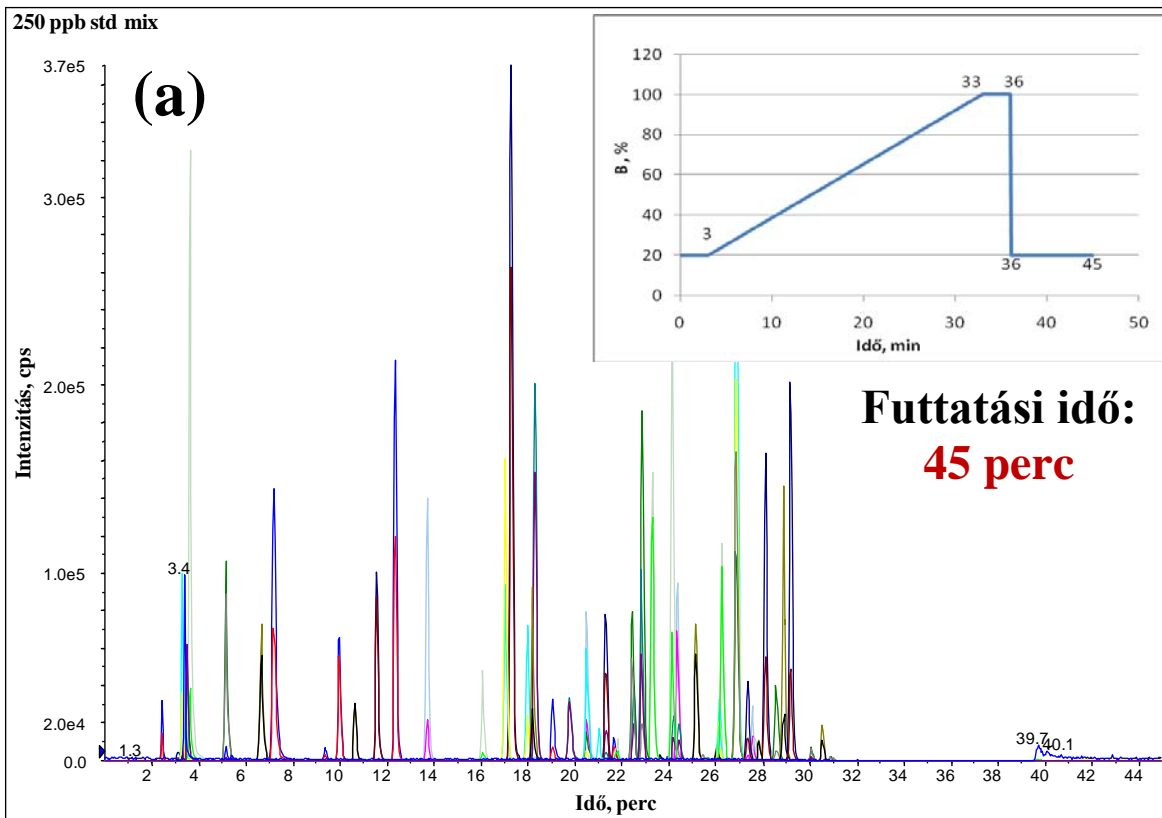 250 ppb std mix
(a)
3.7e5
3.0e5
2.0e5
1.0e5
2.0e4
0.0
Intenzitás, cps
1.3
3.4
39.7
40.1
2 4 6 8 10 12 14 16 18 20 22 24 26 28 30 32 34 36 38 40 42 44
Idő, perc
120
100
80
60
40
20
0
B , %
3
33
36
36
45
0 10 20 30 40 50
Idő, min
Futtatási idő:
45 perc